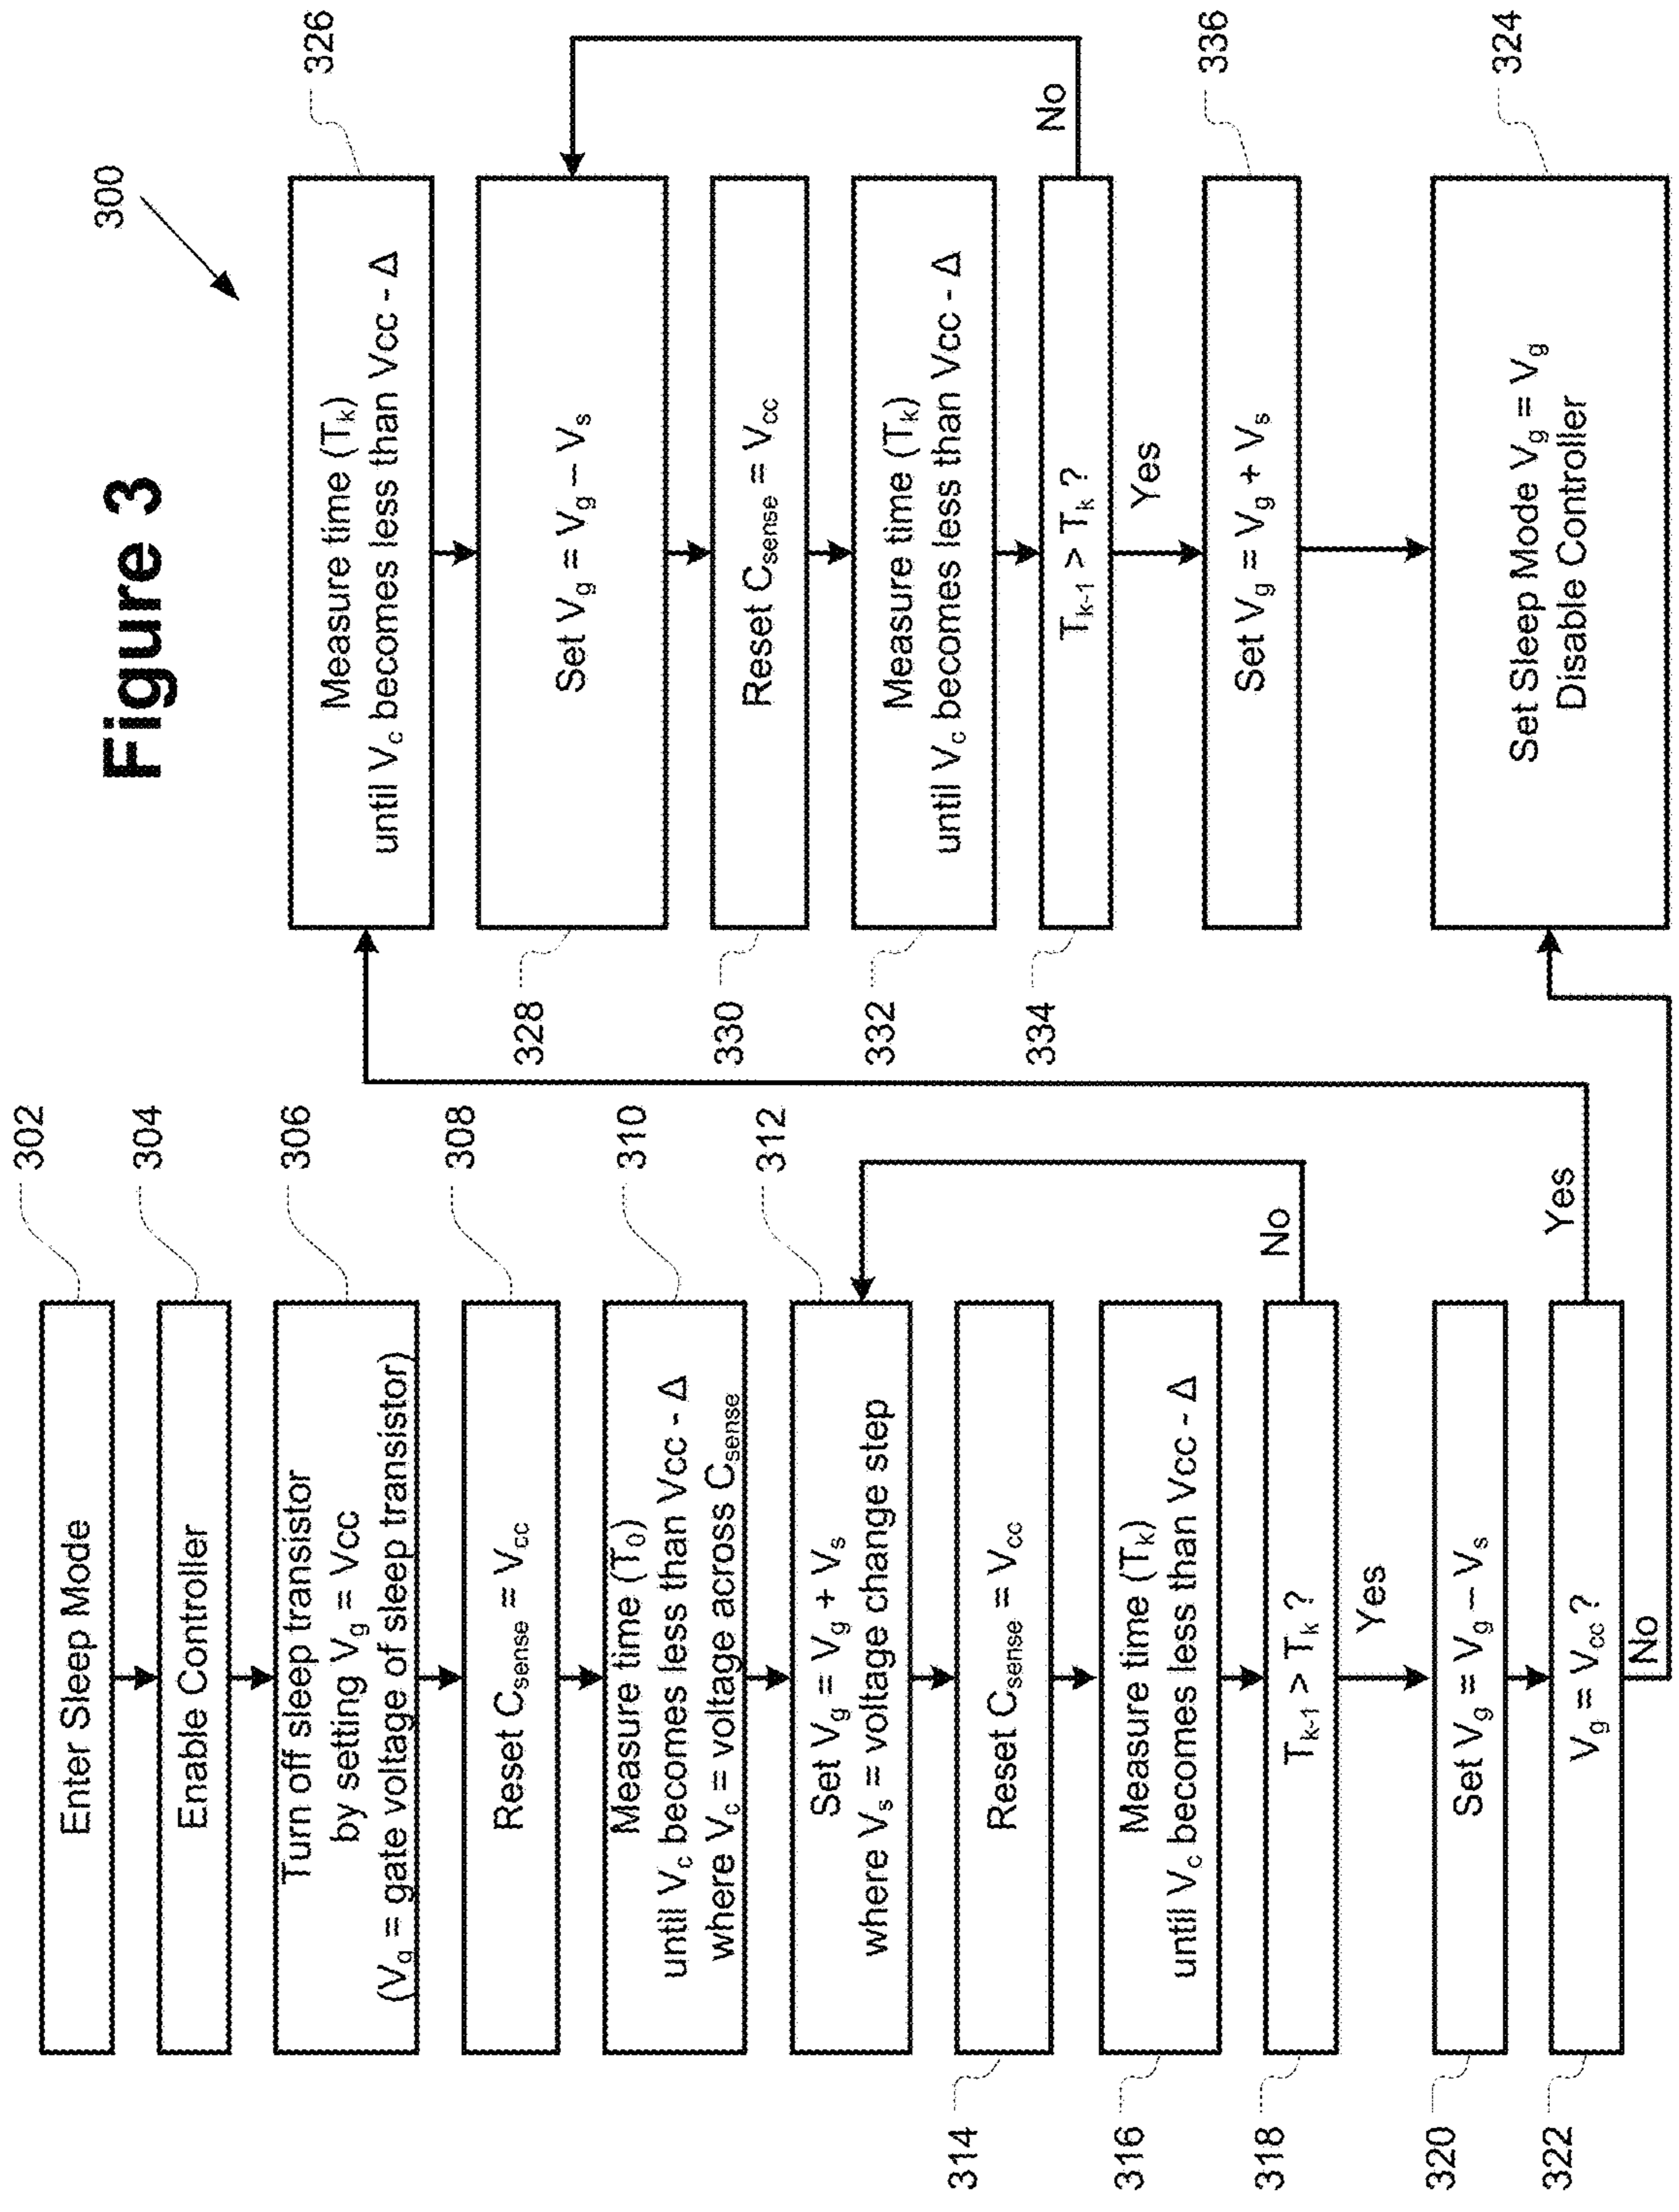 Figure 3
300
302
Enter Sleep Mode
304
Enable Controller
306
Turn off sleep transistor
by seting Vg = Vcc
(Vg = gate voltage of sleep transistor)
308
Reset Csense = Vcc
310
Measure time (T0)
until Vc becomes less than Vcc - Δ
where Vc = voltage across Csense
312
Set Vg = Vg + Vs
where Vs = voltage change step
314
Reset Csense = Vcc
316
Measure time (Tk)
until Vc becomes less than Vcc - Δ
318
Tk-1 > Tk ?
No
Yes
320
Set Vg = Vg – Vs
322
Vg = Vcc ?
Yes
No
326
Measure time (Tk)
until Vc becomes less than Vcc - Δ
328
Set Vg = Vg – Vs
330
Reset Csense = Vcc
332
Measure time (Tk)
until Vc becomes less than Vcc - Δ
334
Tk-1 > Tk ?
No
Yes
336
Set Vg = Vg + Vs
324
Set Sleep Mode Vg = Vg
Disable Controller